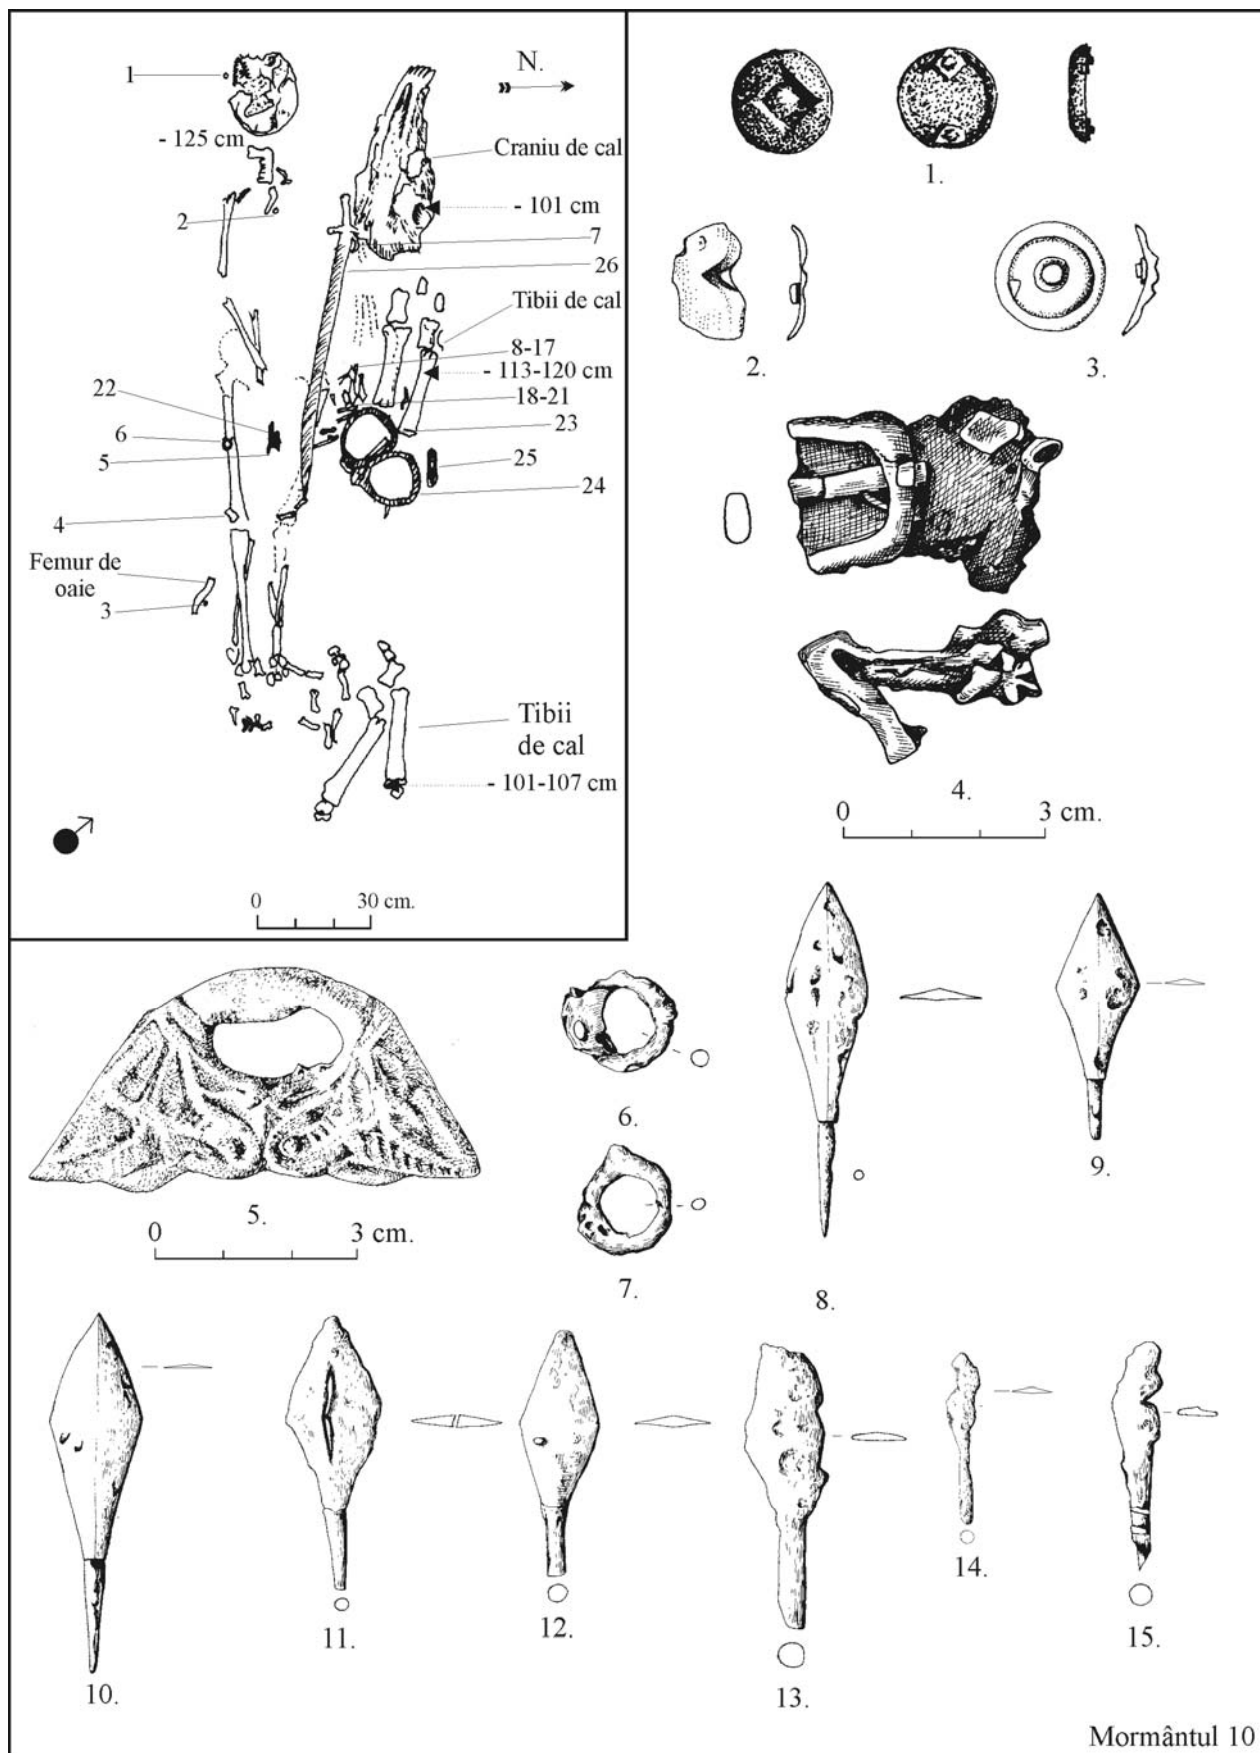 1
N.
- 125 cm
Craniu de cal
2
- 101 cm
7
26
Tibii de cal
8-17
- 113-120 cm
18-21
22
6
5
23
25
24
4
Femur de
oaie
3
Tibii
de cal
- 101-107 cm
0 30 cm.
1.
2.
3.
4.
0 3 cm.
5.
0 3 cm.
6.
7.
8.
9.
10.
11.
12.
13.
14.
15.
Mormântul 10